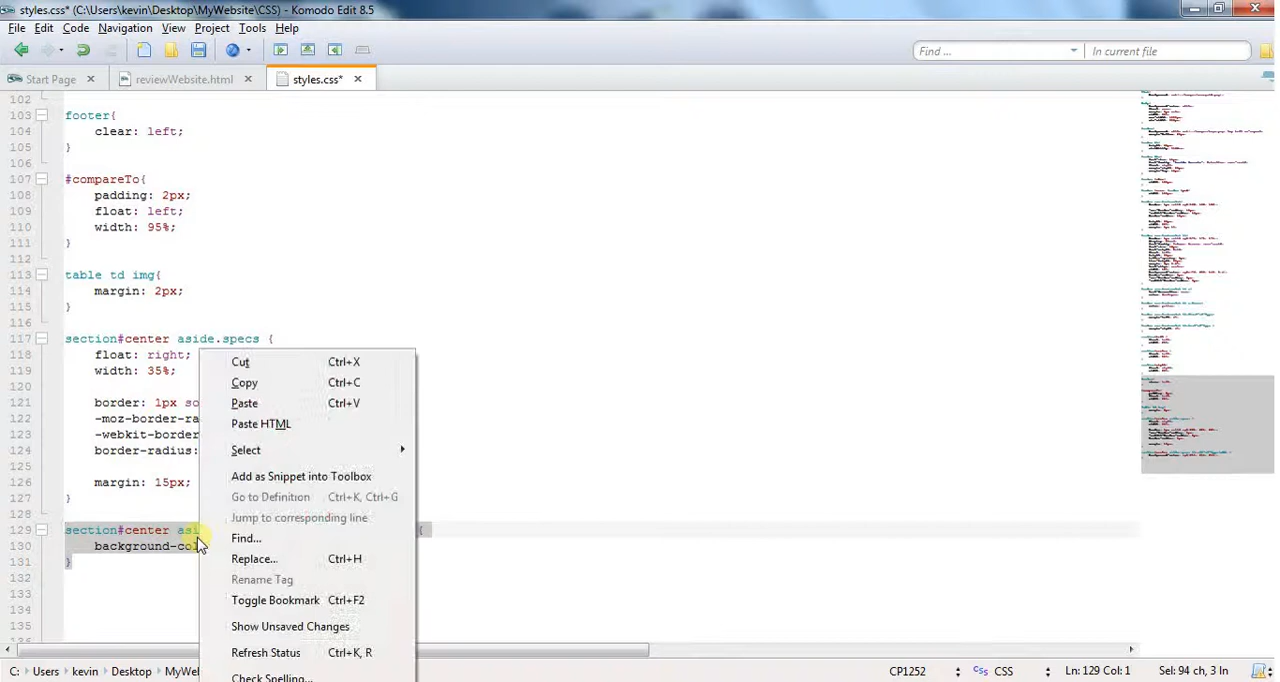 styles.css* (C:\Users\kevin\Desktop\MyWebsite\CSS) - Komodo Edit 8.5
File Edit Code Navigation View Project Tools Help
Find ... In current file
Start Page reviewWebsite.html styles.css*
102
103 footer{
104 clear: left;
105 }
106
107 #compareTo{
108 padding: 2px;
109 float: left;
110 width: 95%;
111 }
112
113 table td img{
114 margin: 2px;
115 }
116
117 section#center aside.specs {
118 float: right;
119 width: 35%;
120
121 border: 1px so
122 -moz-border-ra
123 -webkit-border
124 border-radius:
125
126 margin: 15px;
127 }
128
129 section#center asi {
130 background-col
131 }
132
133
134
135
Cut Ctrl+X
Copy Ctrl+C
Paste Ctrl+V
Paste HTML
Select
Add as Snippet into Toolbox
Go to Definition Ctrl+K, Ctrl+G
Jump to corresponding line
Find...
Replace... Ctrl+H
Rename Tag
Toggle Bookmark Ctrl+F2
Show Unsaved Changes
Refresh Status Ctrl+K, R
Check Spelling...
C: Users kevin Desktop MyWe CP1252 CSS CSS Ln: 129 Col: 1 Sel: 94 ch, 3 ln